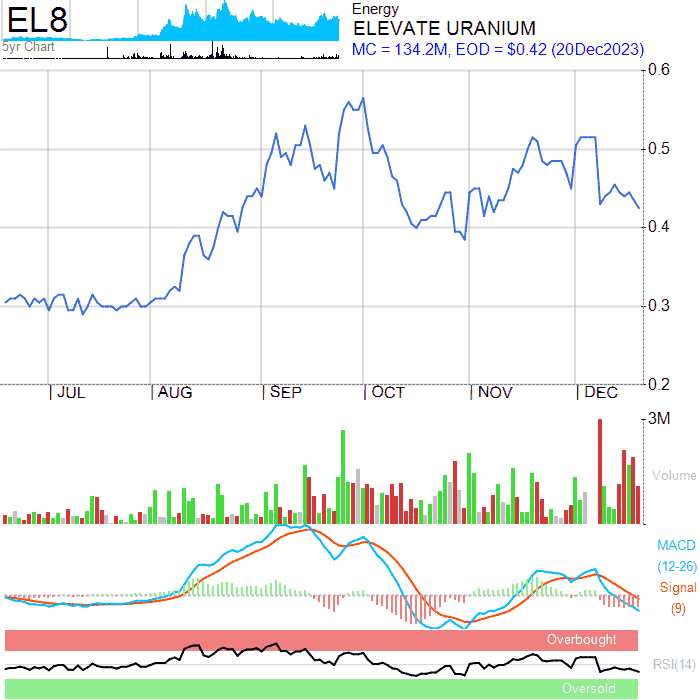 EL8
5yr Chart
Energy
ELEVATE URANIUM
MC = 134.2M, EOD = $0.42 (20Dec2023)
0.6
0.5
0.4
0.3
0.2
JUL AUG SEP OCT NOV DEC
3M
Volume
MACD
(12-26)
Signal
(9)
Overbought
RSI(14)
Oversold